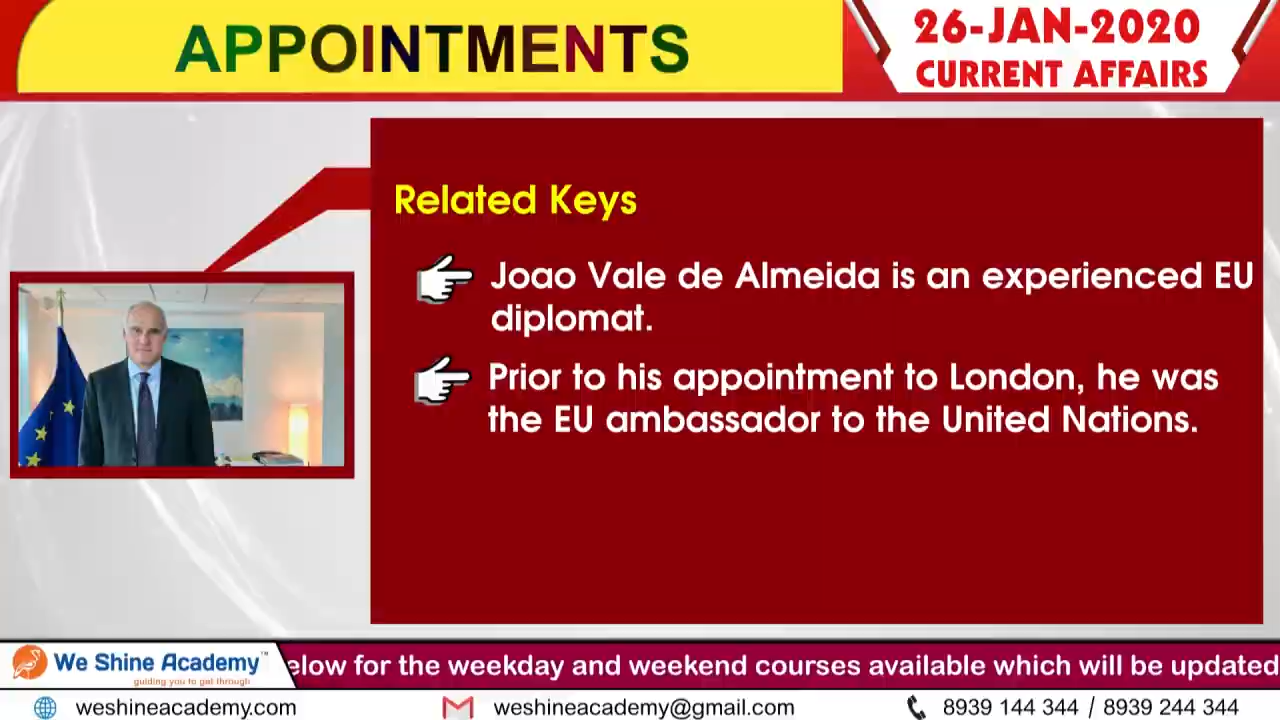 APPOINTMENTS
26-JAN-2020
CURRENT AFFAIRS
Related Keys
Joao Vale de Almeida is an experienced EU
diplomat.
Prior to his appointment to London, he was
the EU ambassador to the United Nations.
We Shine Academy™
guiding you to get through
elow for the weekday and weekend courses available which will be updated
weshineacademy.com
weshineacademy@gmail.com
8939 144 344 / 8939 244 344